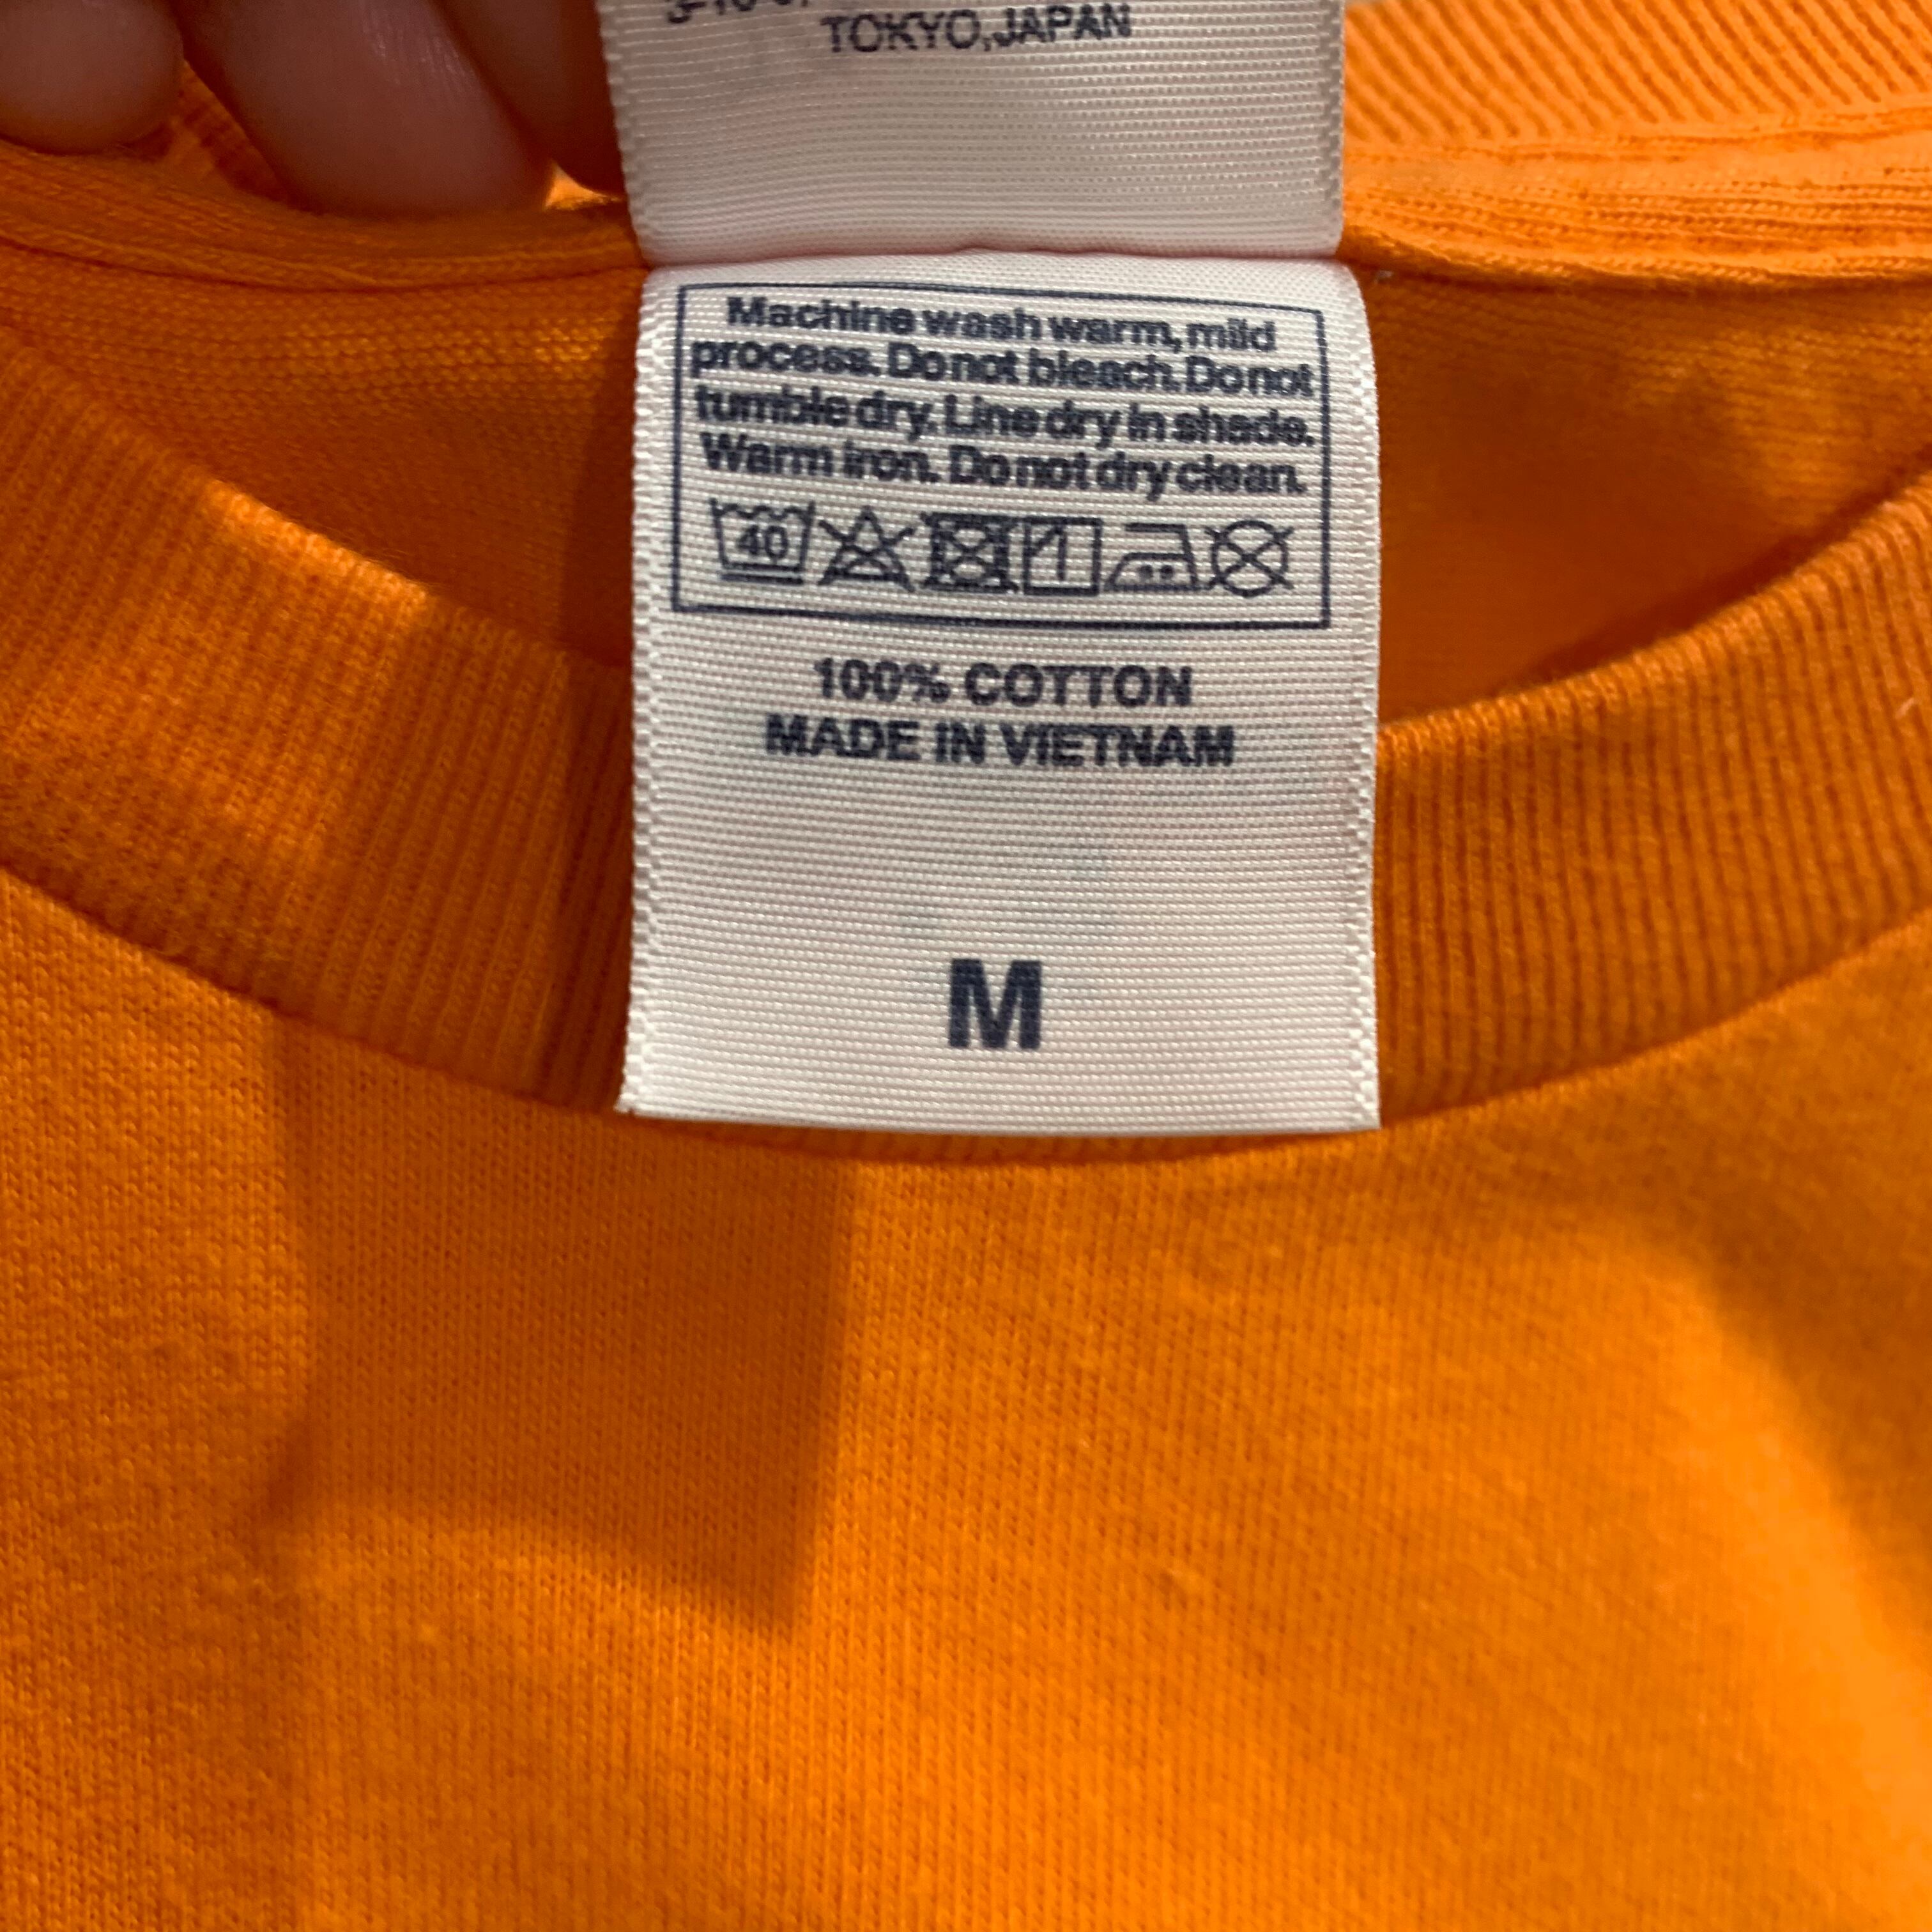 TOKYO,JAPAN
Machine wash warm, mild
process. Do not bleach. Do not
tumble dry. Line dry in shade.
Warm iron. Do not dry clean.
40
100% COTTON
MADE IN VIETNAM
M